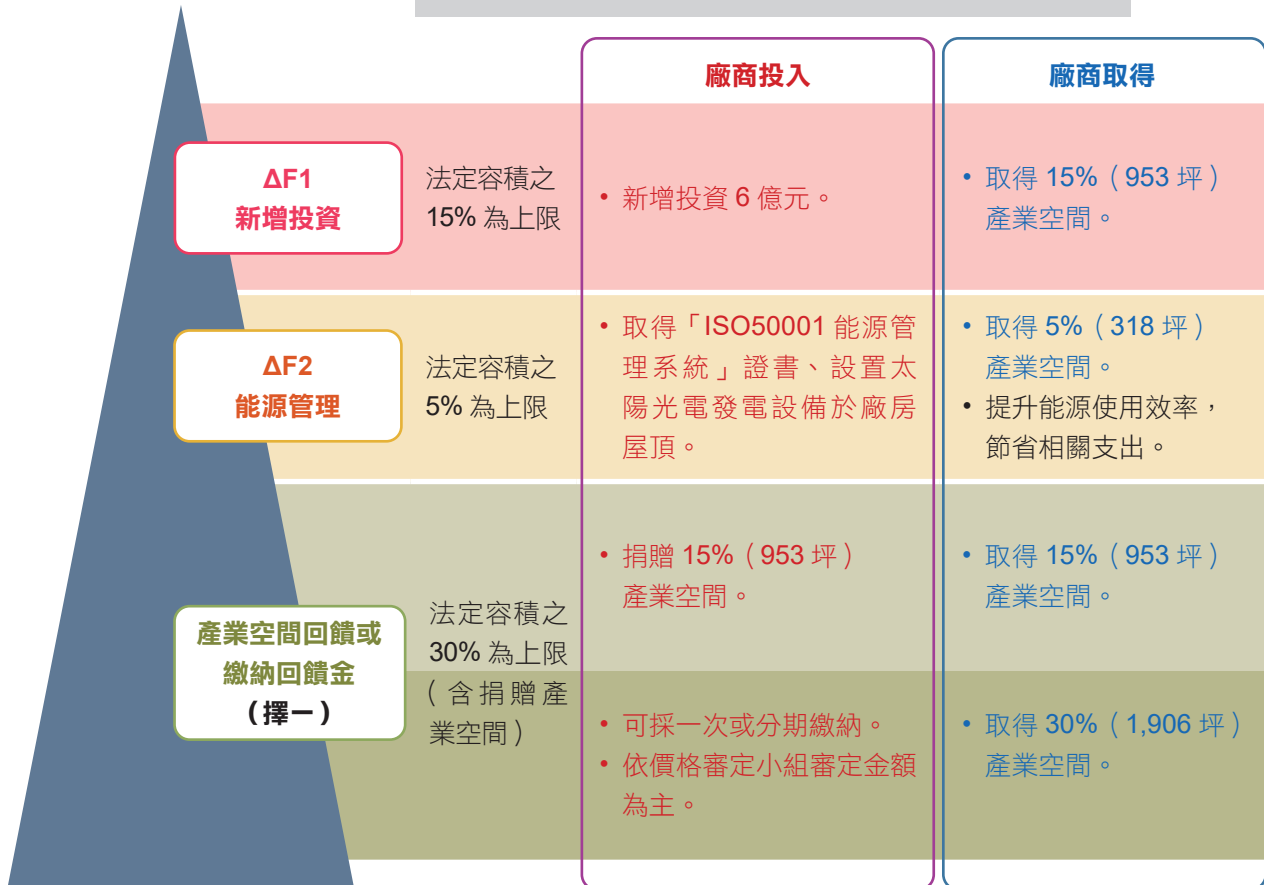 廠商投入
廠商取得
ΔF1
新增投資
法定容積之
15% 為上限
• 新增投資 6 億元。
• 取得 15%（953 坪）
產業空間。
ΔF2
能源管理
法定容積之
5% 為上限
• 取得「ISO50001 能源管
理系統」證書、設置太
陽光電發電設備於廠房
屋頂。
• 取得 5%（318 坪）
產業空間。
• 提升能源使用效率，
節省相關支出。
產業空間回饋或
繳納回饋金
（擇一）
法定容積之
30% 為上限
（含捐贈產
業空間）
• 捐贈 15%（953 坪）
產業空間。
• 取得 15%（953 坪）
產業空間。
• 可採一次或分期繳納。
• 依價格審定小組審定金額
為主。
• 取得 30%（1,906 坪）
產業空間。